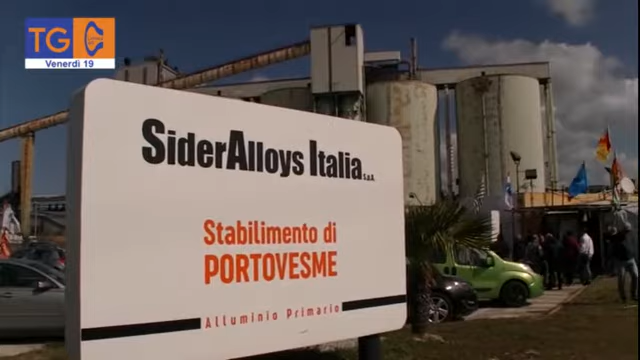 TG
Venerdì 19
SiderAlloys Italia S.p.A.
Stabilimento di
PORTOVESME
Alluminio Primario